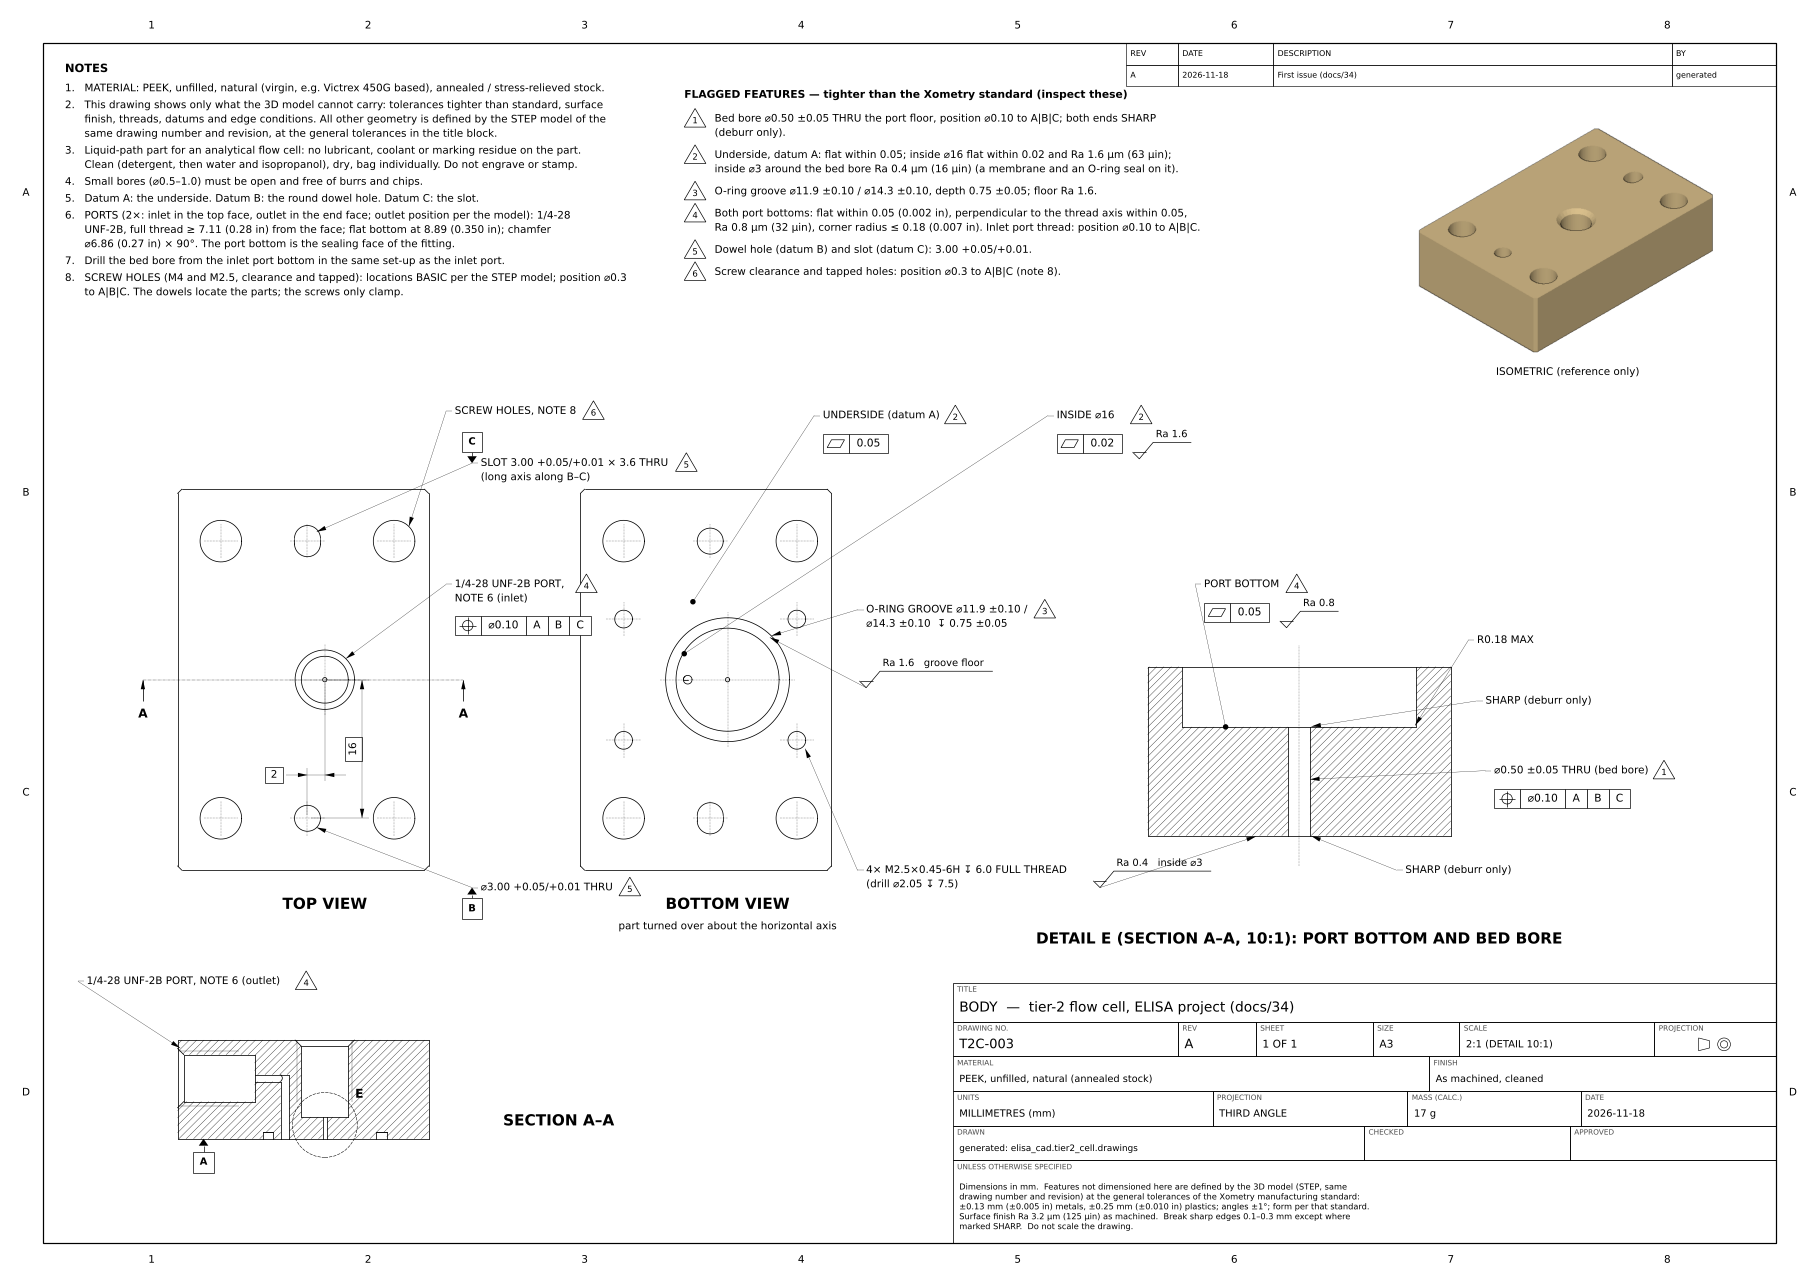 1 2 3 4 5 6 7 8
NOTES
1. MATERIAL: PEEK, unfilled, natural (virgin, e.g. Victrex 450G based), annealed / stress-relieved stock.
2. This drawing shows only what the 3D model cannot carry: tolerances tighter than standard, surface
finish, threads, datums and edge conditions. All other geometry is defined by the STEP model of the
same drawing number and revision, at the general tolerances in the title block.
3. Liquid-path part for an analytical flow cell: no lubricant, coolant or marking residue on the part.
Clean (detergent, then water and isopropanol), dry, bag individually. Do not engrave or stamp.
4. Small bores (⌀0.5–1.0) must be open and free of burrs and chips.
5. Datum A: the underside. Datum B: the round dowel hole. Datum C: the slot.
6. PORTS (2×: inlet in the top face, outlet in the end face; outlet position per the model): 1/4-28
UNF-2B, full thread ≥ 7.11 (0.28 in) from the face; flat bottom at 8.89 (0.350 in); chamfer
⌀6.86 (0.27 in) × 90°. The port bottom is the sealing face of the fitting.
7. Drill the bed bore from the inlet port bottom in the same set-up as the inlet port.
8. SCREW HOLES (M4 and M2.5, clearance and tapped): locations BASIC per the STEP model; position ⌀0.3
to A|B|C. The dowels locate the parts; the screws only clamp.
FLAGGED FEATURES — tighter than the Xometry standard (inspect these)
1 Bed bore ⌀0.50 ±0.05 THRU the port floor, position ⌀0.10 to A|B|C; both ends SHARP
(deburr only).
2 Underside, datum A: flat within 0.05; inside ⌀16 flat within 0.02 and Ra 1.6 µm (63 µin);
inside ⌀3 around the bed bore Ra 0.4 µm (16 µin) (a membrane and an O-ring seal on it).
3 O-ring groove ⌀11.9 ±0.10 / ⌀14.3 ±0.10, depth 0.75 ±0.05; floor Ra 1.6.
4 Both port bottoms: flat within 0.05 (0.002 in), perpendicular to the thread axis within 0.05,
Ra 0.8 µm (32 µin), corner radius ≤ 0.18 (0.007 in). Inlet port thread: position ⌀0.10 to A|B|C.
5 Dowel hole (datum B) and slot (datum C): 3.00 +0.05/+0.01.
6 Screw clearance and tapped holes: position ⌀0.3 to A|B|C (note 8).
REV DATE DESCRIPTION BY
A 2026-11-18 First issue (docs/34) generated
ISOMETRIC (reference only)
A A
B B
C C
D D
SCREW HOLES, NOTE 8 6
C
SLOT 3.00 +0.05/+0.01 × 3.6 THRU 5
(long axis along B–C)
1/4-28 UNF-2B PORT, 4
NOTE 6 (inlet)
⌀0.10 A B C
A A
16
2
⌀3.00 +0.05/+0.01 THRU 5
B
TOP VIEW
UNDERSIDE (datum A) 2
0.05
INSIDE ⌀16 2
0.02 Ra 1.6
O-RING GROOVE ⌀11.9 ±0.10 / 3
⌀14.3 ±0.10 ↧ 0.75 ±0.05
Ra 1.6 groove floor
4× M2.5×0.45-6H ↧ 6.0 FULL THREAD
(drill ⌀2.05 ↧ 7.5)
BOTTOM VIEW
part turned over about the horizontal axis
PORT BOTTOM 4
0.05 Ra 0.8
R0.18 MAX
SHARP (deburr only)
⌀0.50 ±0.05 THRU (bed bore) 1
⌀0.10 A B C
Ra 0.4 inside ⌀3
SHARP (deburr only)
DETAIL E (SECTION A–A, 10:1): PORT BOTTOM AND BED BORE
1/4-28 UNF-2B PORT, NOTE 6 (outlet) 4
E
A
SECTION A–A
TITLE
BODY — tier-2 flow cell, ELISA project (docs/34)
DRAWING NO. REV SHEET SIZE SCALE PROJECTION
T2C-003 A 1 OF 1 A3 2:1 (DETAIL 10:1)
MATERIAL FINISH
PEEK, unfilled, natural (annealed stock) As machined, cleaned
UNITS PROJECTION MASS (CALC.) DATE
MILLIMETRES (mm) THIRD ANGLE 17 g 2026-11-18
DRAWN CHECKED APPROVED
generated: elisa_cad.tier2_cell.drawings
UNLESS OTHERWISE SPECIFIED
Dimensions in mm. Features not dimensioned here are defined by the 3D model (STEP, same
drawing number and revision) at the general tolerances of the Xometry manufacturing standard:
±0.13 mm (±0.005 in) metals, ±0.25 mm (±0.010 in) plastics; angles ±1°; form per that standard.
Surface finish Ra 3.2 µm (125 µin) as machined. Break sharp edges 0.1–0.3 mm except where
marked SHARP. Do not scale the drawing.
1 2 3 4 5 6 7 8